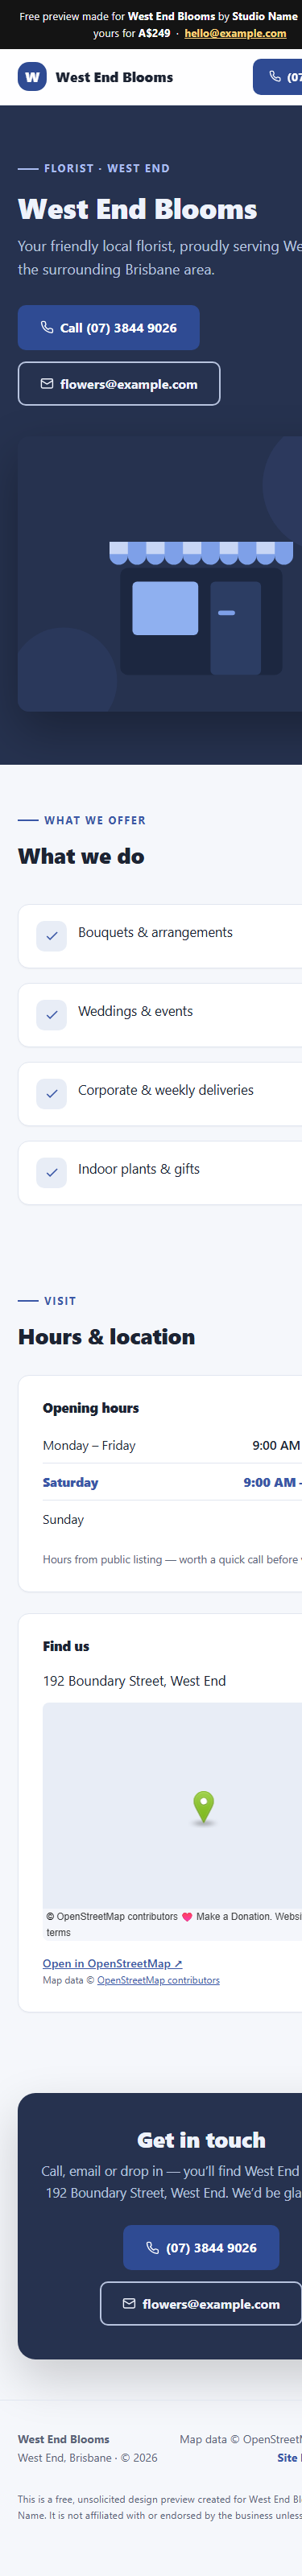 Free preview made for West End Blooms by Studio Name
yours for A$249 · hello@example.com
W West End Blooms
(07
FLORIST · WEST END
West End Blooms
Your friendly local florist, proudly serving We
the surrounding Brisbane area.
Call (07) 3844 9026
flowers@example.com
WHAT WE OFFER
What we do
Bouquets & arrangements
Weddings & events
Corporate & weekly deliveries
Indoor plants & gifts
VISIT
Hours & location
Opening hours
Monday – Friday 9:00 AM
Saturday 9:00 AM –
Sunday
Hours from public listing — worth a quick call before
Find us
192 Boundary Street, West End
© OpenStreetMap contributors ♥ Make a Donation. Websi
terms
Open in OpenStreetMap ↗
Map data © OpenStreetMap contributors
Get in touch
Call, email or drop in — you’ll find West End
192 Boundary Street, West End. We’d be gla
(07) 3844 9026
flowers@example.com
West End Blooms Map data © OpenStreetM
West End, Brisbane · © 2026 Site
This is a free, unsolicited design preview created for West End Bl
Name. It is not affiliated with or endorsed by the business unless